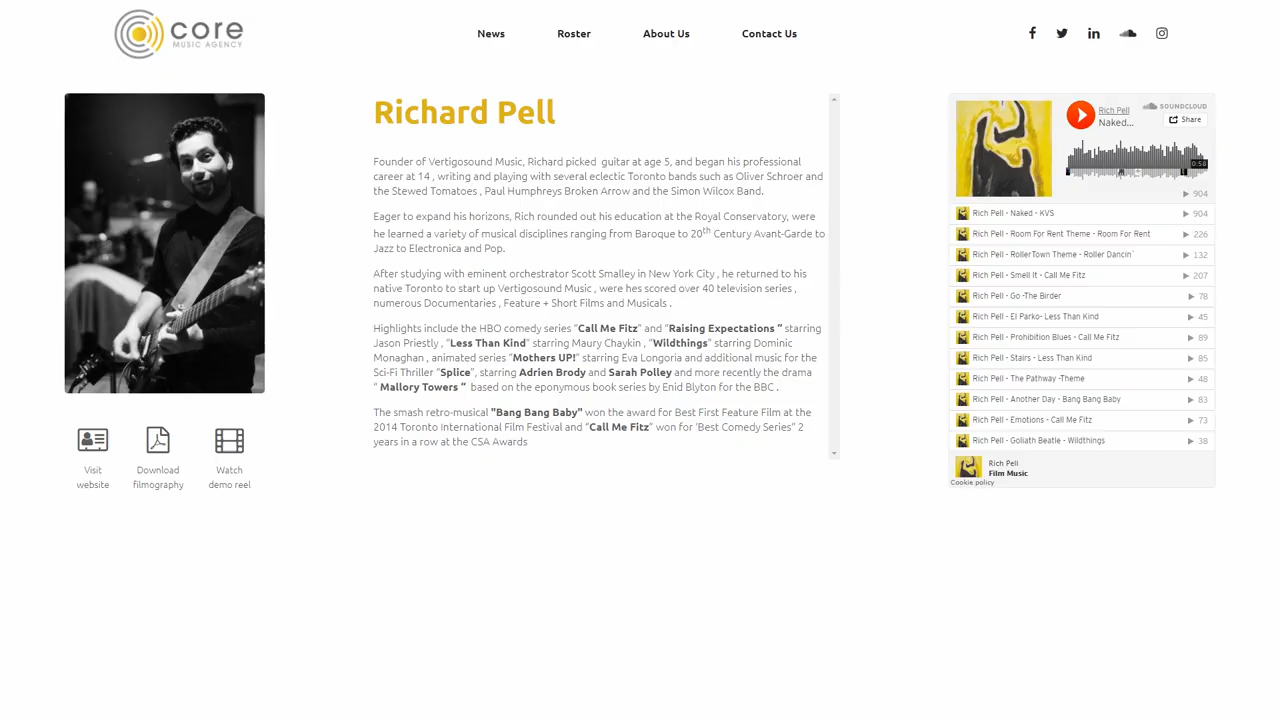 core
MUSIC AGENCY
News
Roster
About Us
Contact Us
Richard Pell
Founder of Vertigosound Music, Richard picked guitar at age 5, and began his professional
career at 14 , writing and playing with several eclectic Toronto bands such as Oliver Schroer and
the Stewed Tomatoes , Paul Humphreys Broken Arrow and the Simon Wilcox Band.
Eager to expand his horizons, Rich rounded out his education at the Royal Conservatory, were
he learned a variety of musical disciplines ranging from Baroque to 20th Century Avant-Garde to
Jazz to Electronica and Pop.
After studying with eminent orchestrator Scott Smalley in New York City , he returned to his
native Toronto to start up Vertigosound Music , were hes scored over 40 television series ,
numerous Documentaries , Feature + Short Films and Musicals .
Highlights include the HBO comedy series “Call Me Fitz” and “Raising Expectations ” starring
Jason Priestly , “Less Than Kind” starring Maury Chaykin , “Wildthings” starring Dominic
Monaghan , animated series “Mothers UP!” starring Eva Longoria and additional music for the
Sci-Fi Thriller “Splice”, starring Adrien Brody and Sarah Polley and more recently the drama
“ Mallory Towers “ based on the eponymous book series by Enid Blyton for the BBC .
The smash retro-musical "Bang Bang Baby" won the award for Best First Feature Film at the
2014 Toronto International Film Festival and “Call Me Fitz” won for ‘Best Comedy Series” 2
years in a row at the CSA Awards
Visit
website
Download
filmography
Watch
demo reel
Rich Pell
Naked...
SOUNDCLOUD
Share
0:58
904
Rich Pell - Naked - KVS 904
Rich Pell - Room For Rent Theme - Room For Rent 226
Rich Pell - RollerTown Theme - Roller Dancin` 132
Rich Pell - Smell It - Call Me Fitz 207
Rich Pell - Go -The Birder 78
Rich Pell - El Parko- Less Than Kind 45
Rich Pell - Prohibition Blues - Call Me Fitz 89
Rich Pell - Stairs - Less Than Kind 85
Rich Pell - The Pathway -Theme 48
Rich Pell - Another Day - Bang Bang Baby 83
Rich Pell - Emotions - Call Me Fitz 73
Rich Pell - Goliath Beatle - Wildthings 38
Rich Pell
Film Music
Cookie policy